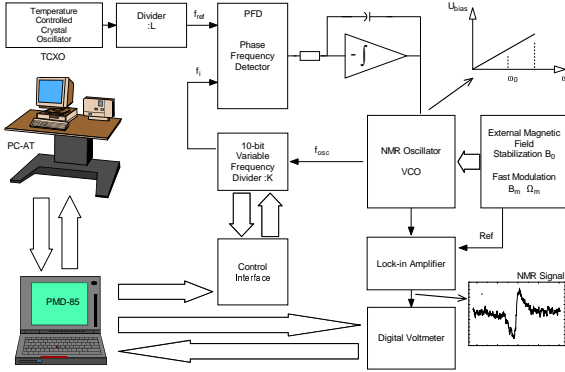 Temperature
Controlled
Crystal
Oscillator
TCXO
Divider
:L
f_ref
PFD
Phase
Frequency
Detector
f_i
- ∫
U_bias
ω_0
ω
PC-AT
10-bit
Variable
Frequency
Divider :K
f_osc
NMR Oscillator
VCO
External Magnetic
Field
Stabilization B_0
Fast Modulation
B_m Ω_m
Ref
Control
Interface
Lock-in Amplifier
NMR Signal
PMD-85
Digital Voltmeter